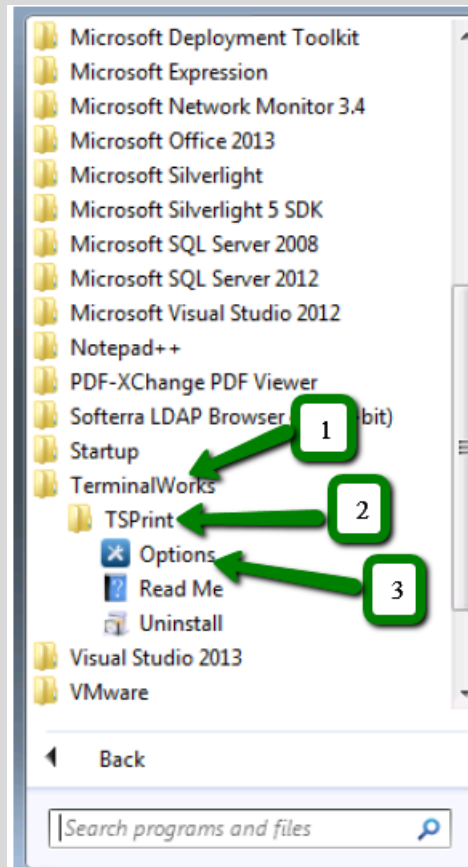 Microsoft Deployment Toolkit
Microsoft Expression
Microsoft Network Monitor 3.4
Microsoft Office 2013
Microsoft Silverlight
Microsoft Silverlight 5 SDK
Microsoft SQL Server 2008
Microsoft SQL Server 2012
Microsoft Visual Studio 2012
Notepad++
PDF-XChange PDF Viewer
Softerra LDAP Browser bit)
1
Startup
TerminalWorks
TSPrint
2
Options
Read Me
3
Uninstall
Visual Studio 2013
VMware
Back
Search programs and files